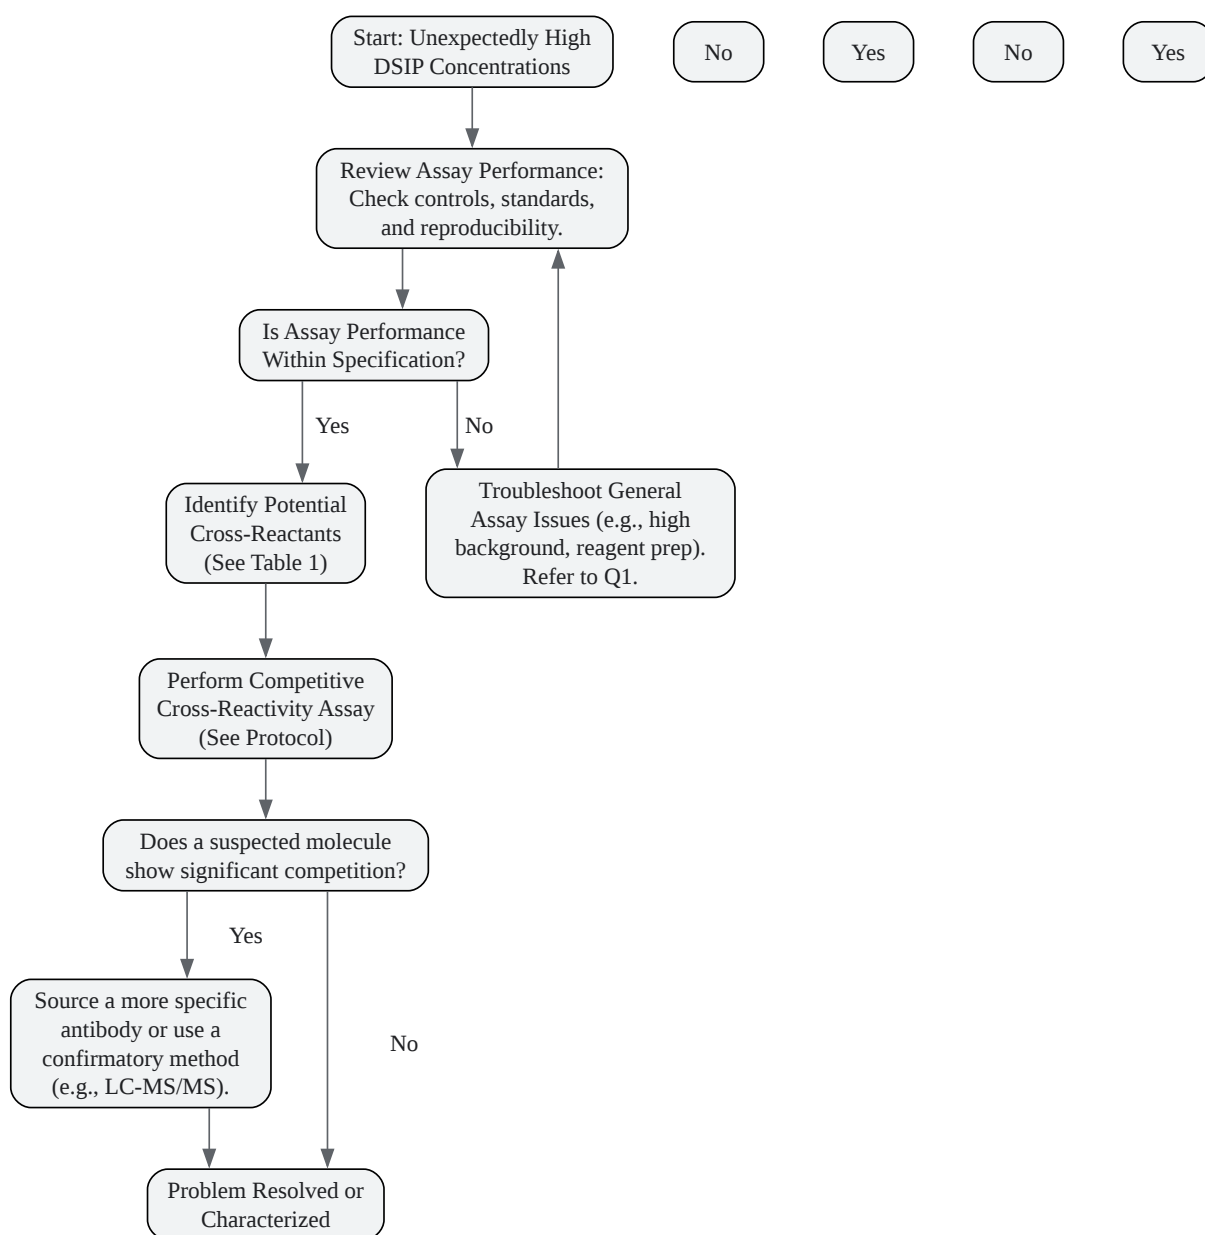 Start: Unexpectedly High
DSIP Concentrations
No
Yes
No
Yes
Review Assay Performance:
Check controls, standards,
and reproducibility.
Is Assay Performance
Within Specification?
Yes
No
Identify Potential
Cross-Reactants
(See Table 1)
Troubleshoot General
Assay Issues (e.g., high
background, reagent prep).
Refer to Q1.
Perform Competitive
Cross-Reactivity Assay
(See Protocol)
Does a suspected molecule
show significant competition?
Yes
No
Source a more specific
antibody or use a
confirmatory method
(e.g., LC-MS/MS).
Problem Resolved or
Characterized